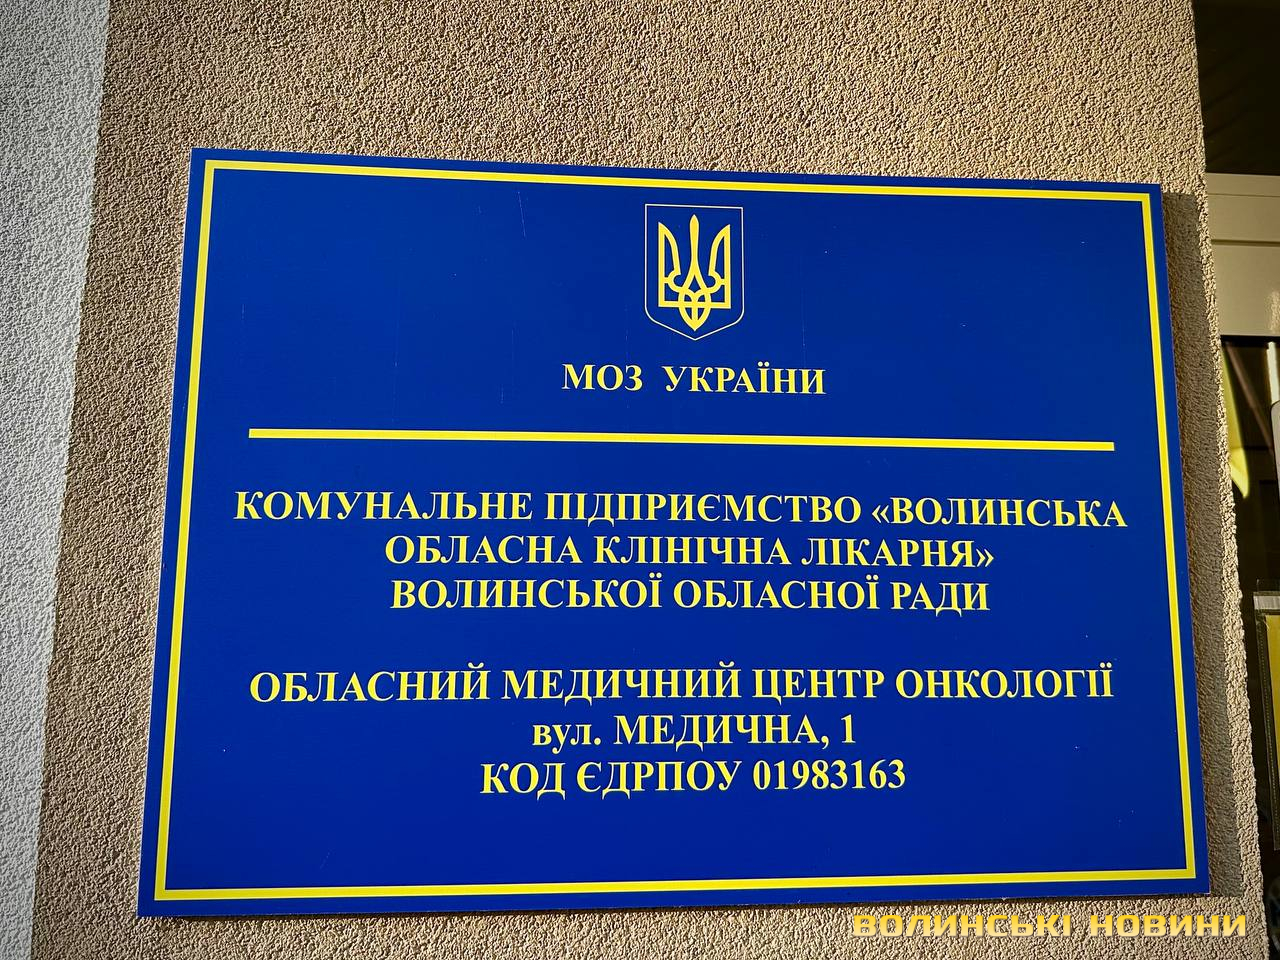 МОЗ УКРАЇНИ
КОМУНАЛЬНЕ ПІДПРИЄМСТВО «ВОЛИНСЬКА
ОБЛАСНА КЛІНІЧНА ЛІКАРНЯ»
ВОЛИНСЬКОЇ ОБЛАСНОЇ РАДИ
ОБЛАСНИЙ МЕДИЧНИЙ ЦЕНТР ОНКОЛОГІЇ
вул. МЕДИЧНА, 1
КОД ЄДРПОУ 01983163
ВОЛИНСЬКІ НОВИНИ